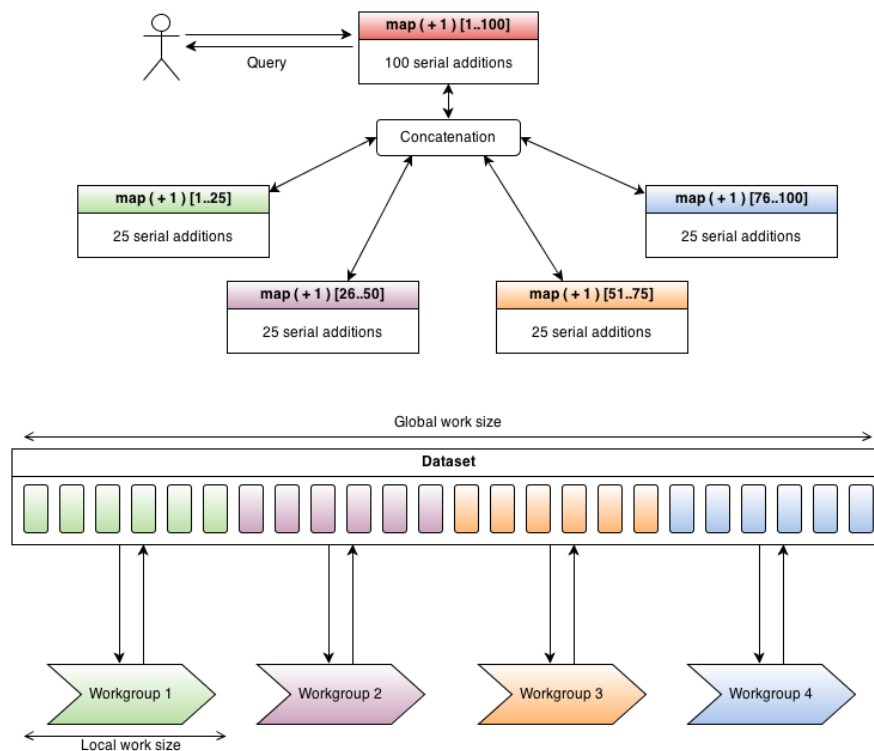 map ( + 1 ) [1..100]
Query
100 serial additions
Concatenation
map ( + 1 ) [1..25]
25 serial additions
map ( + 1 ) [76..100]
25 serial additions
map ( + 1 ) [26..50]
25 serial additions
map ( + 1 ) [51..75]
25 serial additions
Global work size
Dataset
Workgroup 1
Workgroup 2
Workgroup 3
Workgroup 4
Local work size